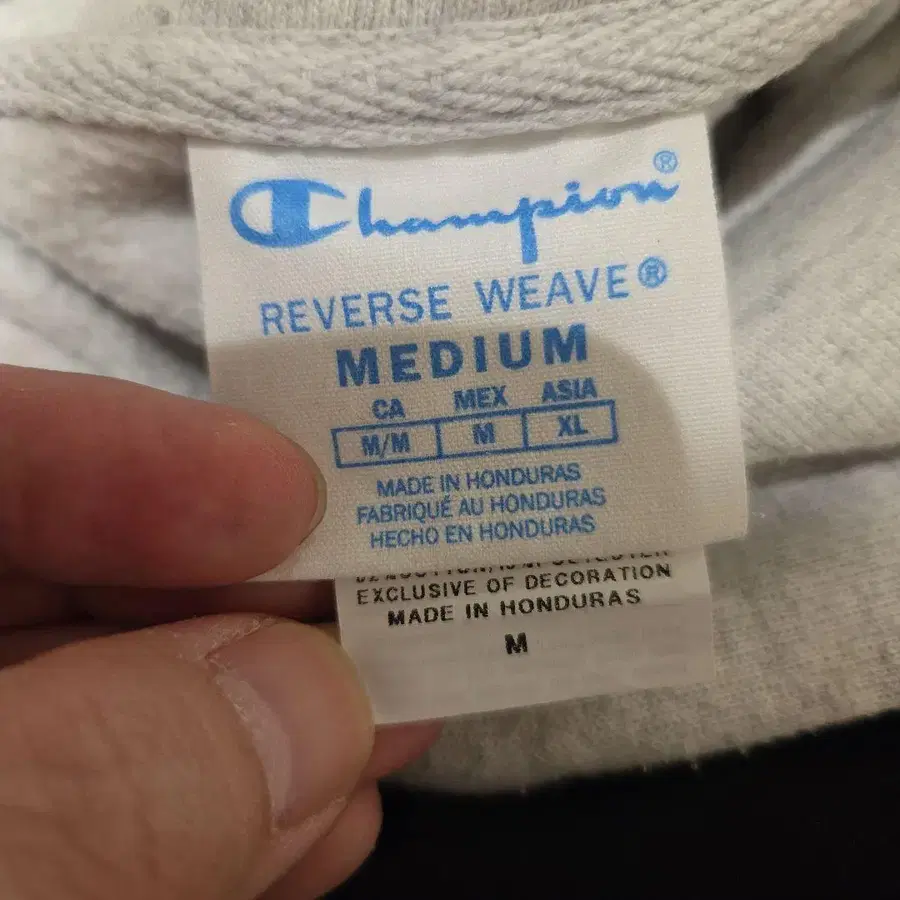 Champion®
REVERSE WEAVE®
MEDIUM
CA MEX ASIA
M/M M XL
MADE IN HONDURAS
FABRIQUÉ AU HONDURAS
HECHO EN HONDURAS
EXCLUSIVE OF DECORATION
MADE IN HONDURAS
M